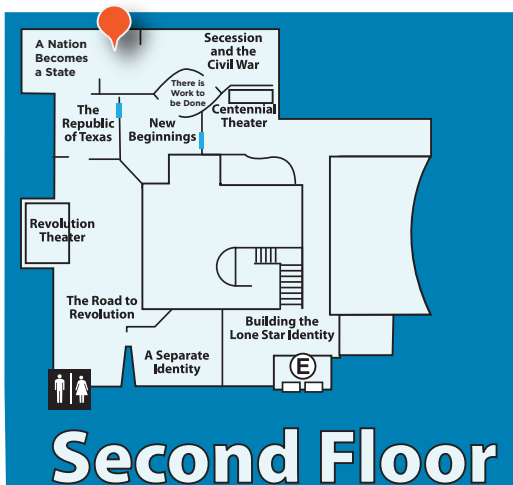 A Nation
Becomes
a State
Secession
and the
Civil War
There is
Work to
be Done
The
Republic
of Texas
New
Beginnings
Centennial
Theater
Revolution
Theater
The Road to
Revolution
Building the
Lone Star Identity
A Separate
Identity
E
Second Floor